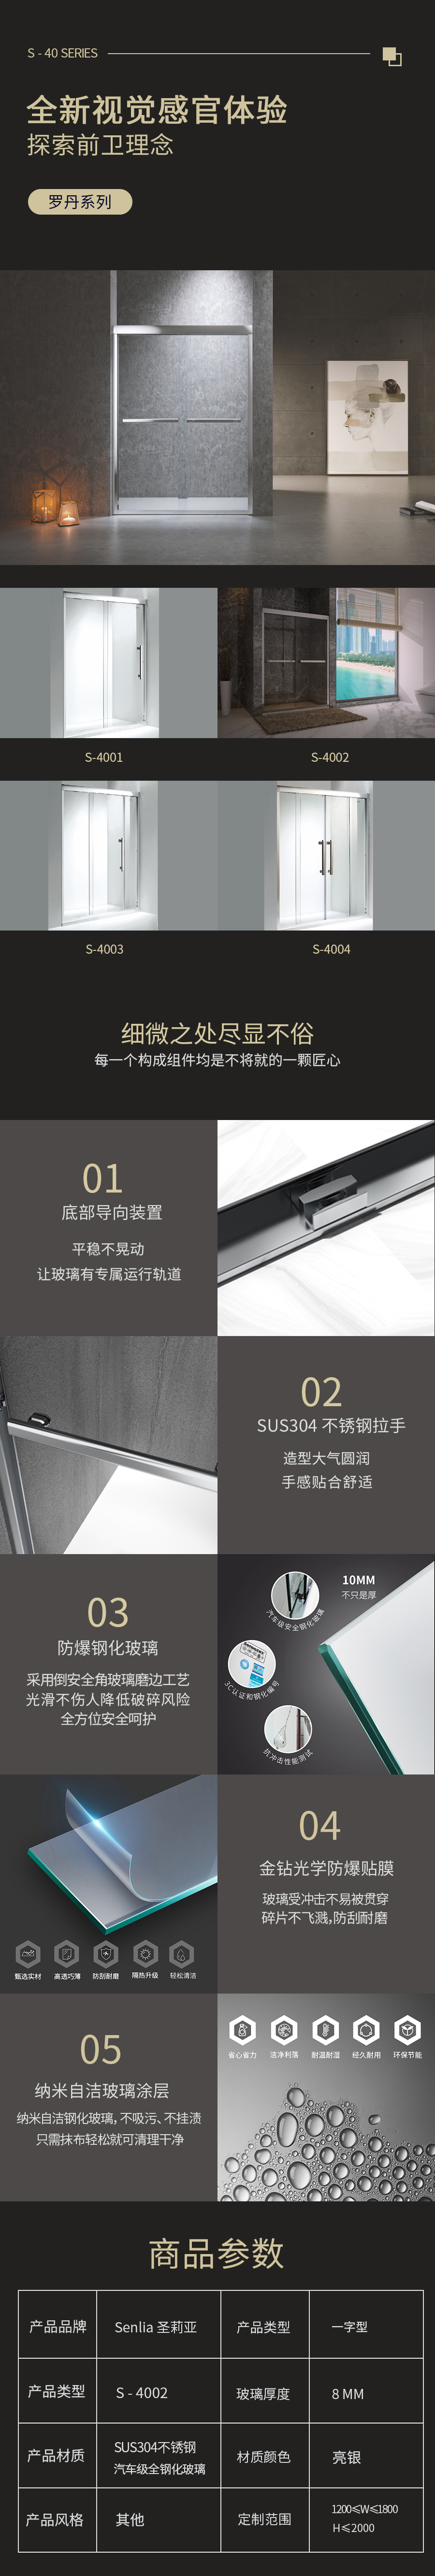 S - 40 SERIES
全新视觉感官体验
探索前卫理念
罗丹系列
S-4001
S-4002
S-4003
S-4004
细微之处尽显不俗
每一个构成组件均是不将就的一颗匠心
01
底部导向装置
平稳不晃动
让玻璃有专属运行轨道
02
SUS304 不锈钢拉手
造型大气圆润
手感贴合舒适
03
防爆钢化玻璃
采用倒安全角玻璃磨边工艺
光滑不伤人降低破碎风险
全方位安全呵护
10MM
不只是厚
汽车级安全钢化玻璃
3C认证和钢化编号
抗冲击性能测试
04
金钻光学防爆贴膜
玻璃受冲击不易被贯穿
碎片不飞溅,防刮耐磨
甄选实材 高透巧薄 防刮耐磨 隔热升级 轻松清洁
05
纳米自洁玻璃涂层
纳米自洁钢化玻璃, 不吸污、不挂渍
只需抹布轻松就可清理干净
省心省力 洁净利落 耐温耐湿 经久耐用 环保节能
商品参数
产品品牌 Senlia 圣莉亚 产品类型 一字型
产品类型 S - 4002 玻璃厚度 8 MM
产品材质 SUS304不锈钢
汽车级全钢化玻璃 材质颜色 亮银
产品风格 其他 定制范围 1200≤W≤1800
H≤2000